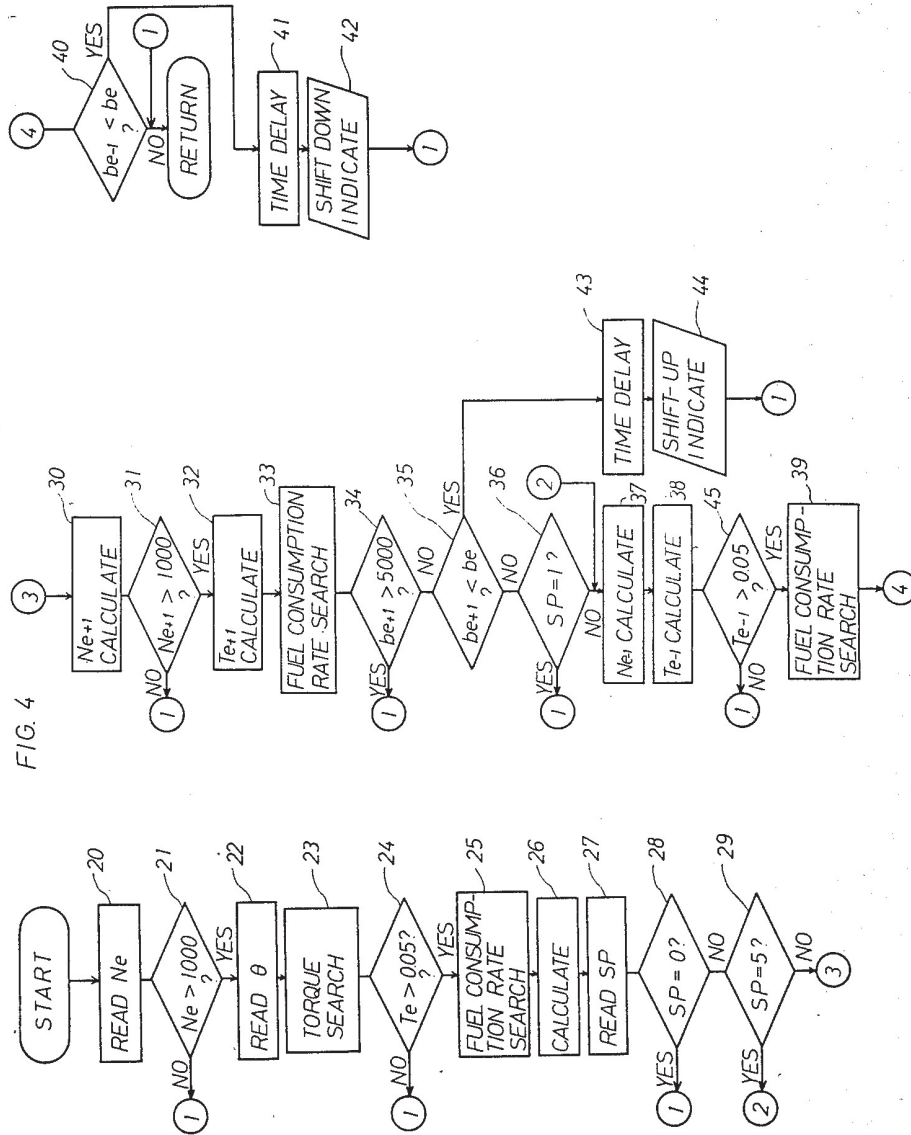 FIG. 4
START
20
READ Ne
21
Ne > 1000
?
NO
1
YES
22
READ θ
23
TORQUE
SEARCH
24
Te > 0.05?
?
NO
1
YES
25
FUEL CONSUMP-
TION RATE
SEARCH
26
CALCULATE
27
READ SP
28
SP = 0?
YES
1
NO
29
SP=5?
YES
2
NO
3
3
30
Ne+1
CALCULATE
31
Ne+1 > 1000
?
NO
1
YES
32
Te+1
CALCULATE
33
FUEL CONSUMPTION
RATE SEARCH
34
be+1 > 5000
?
YES
1
NO
35
be+1 < be
?
YES
NO
36
SP = 1?
YES
1
NO
2
37
Ne-1 CALCULATE
38
Te-1 CALCULATE
45
Te-1 > 0.05
?
NO
1
YES
39
FUEL CONSUMP-
TION RATE
SEARCH
4
43
TIME DELAY
44
SHIFT-UP
INDICATE
1
4
40
be-1 < be
?
YES
NO
1
RETURN
41
TIME DELAY
42
SHIFT DOWN
INDICATE
1